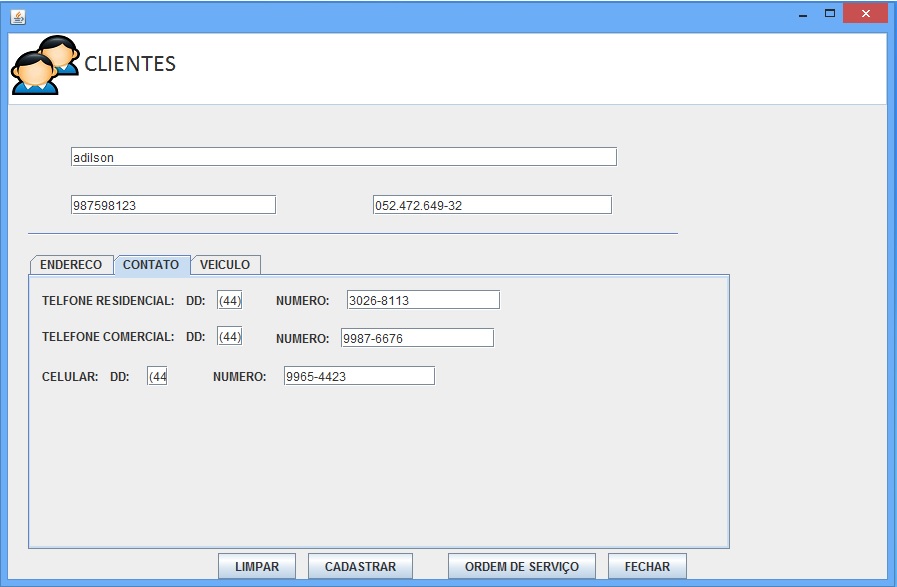 CLIENTES
adilson
987598123 052.472.649-32
ENDERECO CONTATO VEICULO
TELFONE RESIDENCIAL: DD: (44) NUMERO: 3026-8113
TELEFONE COMERCIAL: DD: (44) NUMERO: 9987-6676
CELULAR: DD: (44 NUMERO: 9965-4423
LIMPAR CADASTRAR ORDEM DE SERVIÇO FECHAR